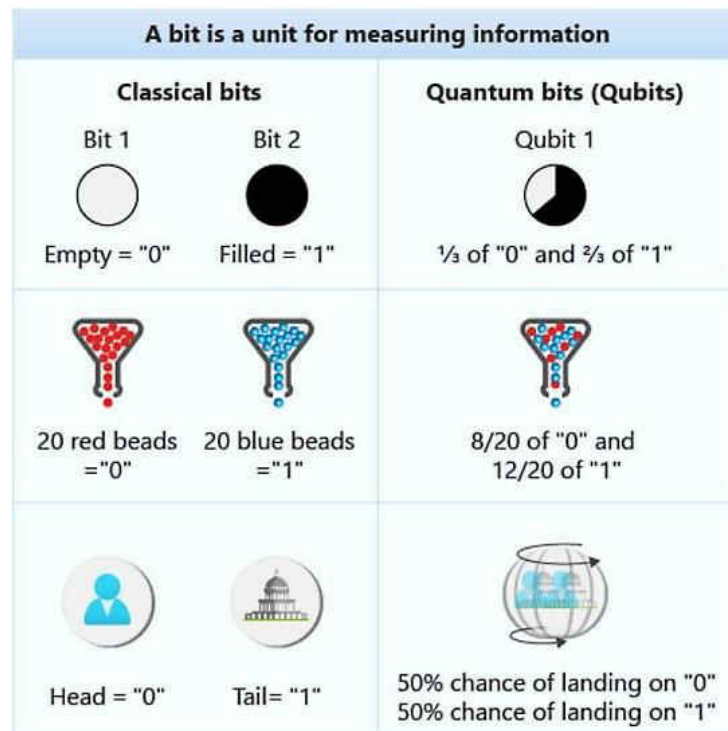 A bit is a unit for measuring information
Classical bits
Quantum bits (Qubits)
Bit 1
Bit 2
Qubit 1
Empty = "0"
Filled = "1"
⅓ of "0" and ⅔ of "1"
20 red beads
="0"
20 blue beads
="1"
8/20 of "0" and
12/20 of "1"
Head = "0"
Tail= "1"
50% chance of landing on "0"
50% chance of landing on "1"